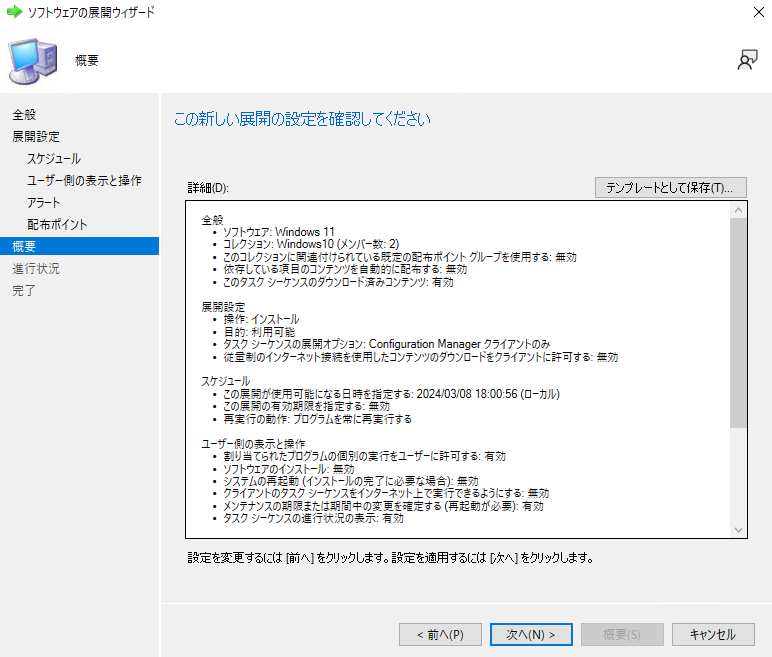 ソフトウェアの展開ウィザード
概要
全般
展開設定
スケジュール
ユーザー側の表示と操作
アラート
配布ポイント
概要
進行状況
完了
この新しい展開の設定を確認してください
詳細(D):
テンプレートとして保存(T)...
全般
• ソフトウェア: Windows 11
• コレクション: Windows10 (メンバー数: 2)
• このコレクションに関連付けられている既定の配布ポイント グループを使用する: 無効
• 依存している項目のコンテンツを自動的に配布する: 無効
• このタスク シーケンスのダウンロード済みコンテンツ: 有効
展開設定
• 操作: インストール
• 目的: 利用可能
• タスク シーケンスの展開オプション: Configuration Manager クライアントのみ
• 従量制のインターネット接続を使用したコンテンツのダウンロードをクライアントに許可する: 無効
スケジュール
• この展開が使用可能になる日時を指定する: 2024/03/08 18:00:56 (ローカル)
• この展開の有効期限を指定する: 無効
• 再実行の動作: プログラムを常に再実行する
ユーザー側の表示と操作
• 割り当てられたプログラムの個別の実行をユーザーに許可する: 有効
• ソフトウェアのインストール: 無効
• システムの再起動 (インストールの完了に必要な場合): 無効
• クライアントのタスク シーケンスをインターネット上で実行できるようにする: 無効
• メンテナンスの期限または期間中の変更を確定する (再起動が必要): 有効
• タスク シーケンスの進行状況の表示: 有効
設定を変更するには [前へ] をクリックします。設定を適用するには [次へ] をクリックします。
< 前へ(P)
次へ(N) >
概要(S)
キャンセル